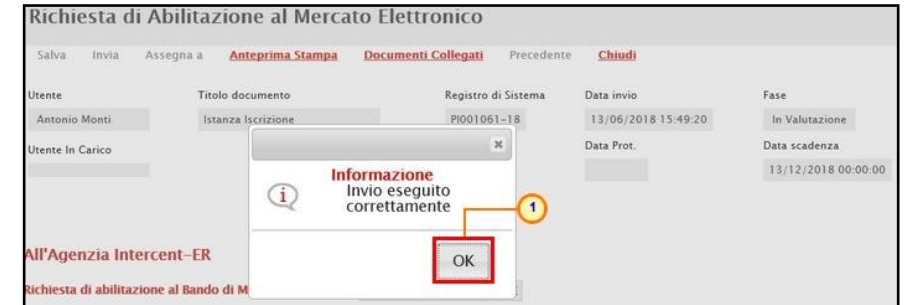 Richiesta di Abilitazione al Mercato Elettronico
Salva Invia Assegna a Anteprima Stampa Documenti Collegati Precedente Chiudi
Utente Titolo documento Registro di Sistema Data invio Fase
Antonio Monti Istanza Iscrizione PI001061-18 13/06/2018 15:49:20 In Valutazione
Utente In Carico Data Prot. Data scadenza
13/12/2018 00:00:00
Informazione
Invio eseguito
correttamente
1
OK
All'Agenzia Intercent-ER
Richiesta di abilitazione al Bando di M